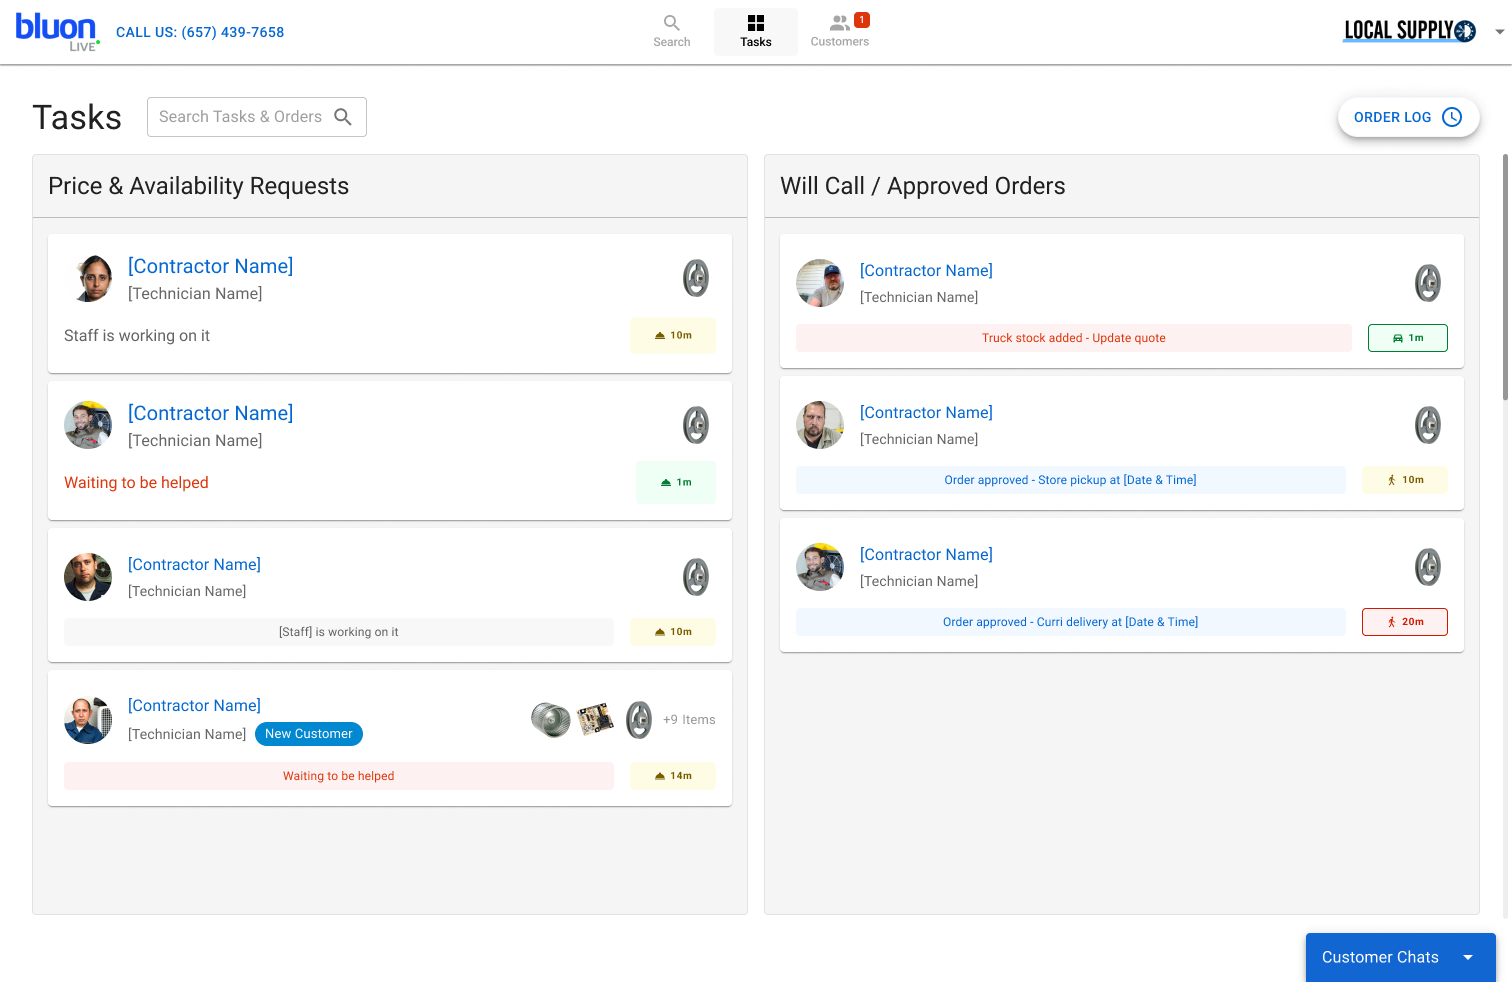 bluon
LIVE
CALL US: (657) 439-7658
Search
Tasks
1
Customers
LOCAL SUPPLY
Tasks
Search Tasks & Orders
ORDER LOG
Price & Availability Requests
[Contractor Name]
[Technician Name]
Staff is working on it
10m
[Contractor Name]
[Technician Name]
Waiting to be helped
1m
[Contractor Name]
[Technician Name]
[Staff] is working on it
10m
[Contractor Name]
[Technician Name]
New Customer
+9 Items
Waiting to be helped
14m
Will Call / Approved Orders
[Contractor Name]
[Technician Name]
Truck stock added - Update quote
1m
[Contractor Name]
[Technician Name]
Order approved - Store pickup at [Date & Time]
10m
[Contractor Name]
[Technician Name]
Order approved - Curri delivery at [Date & Time]
20m
Customer Chats